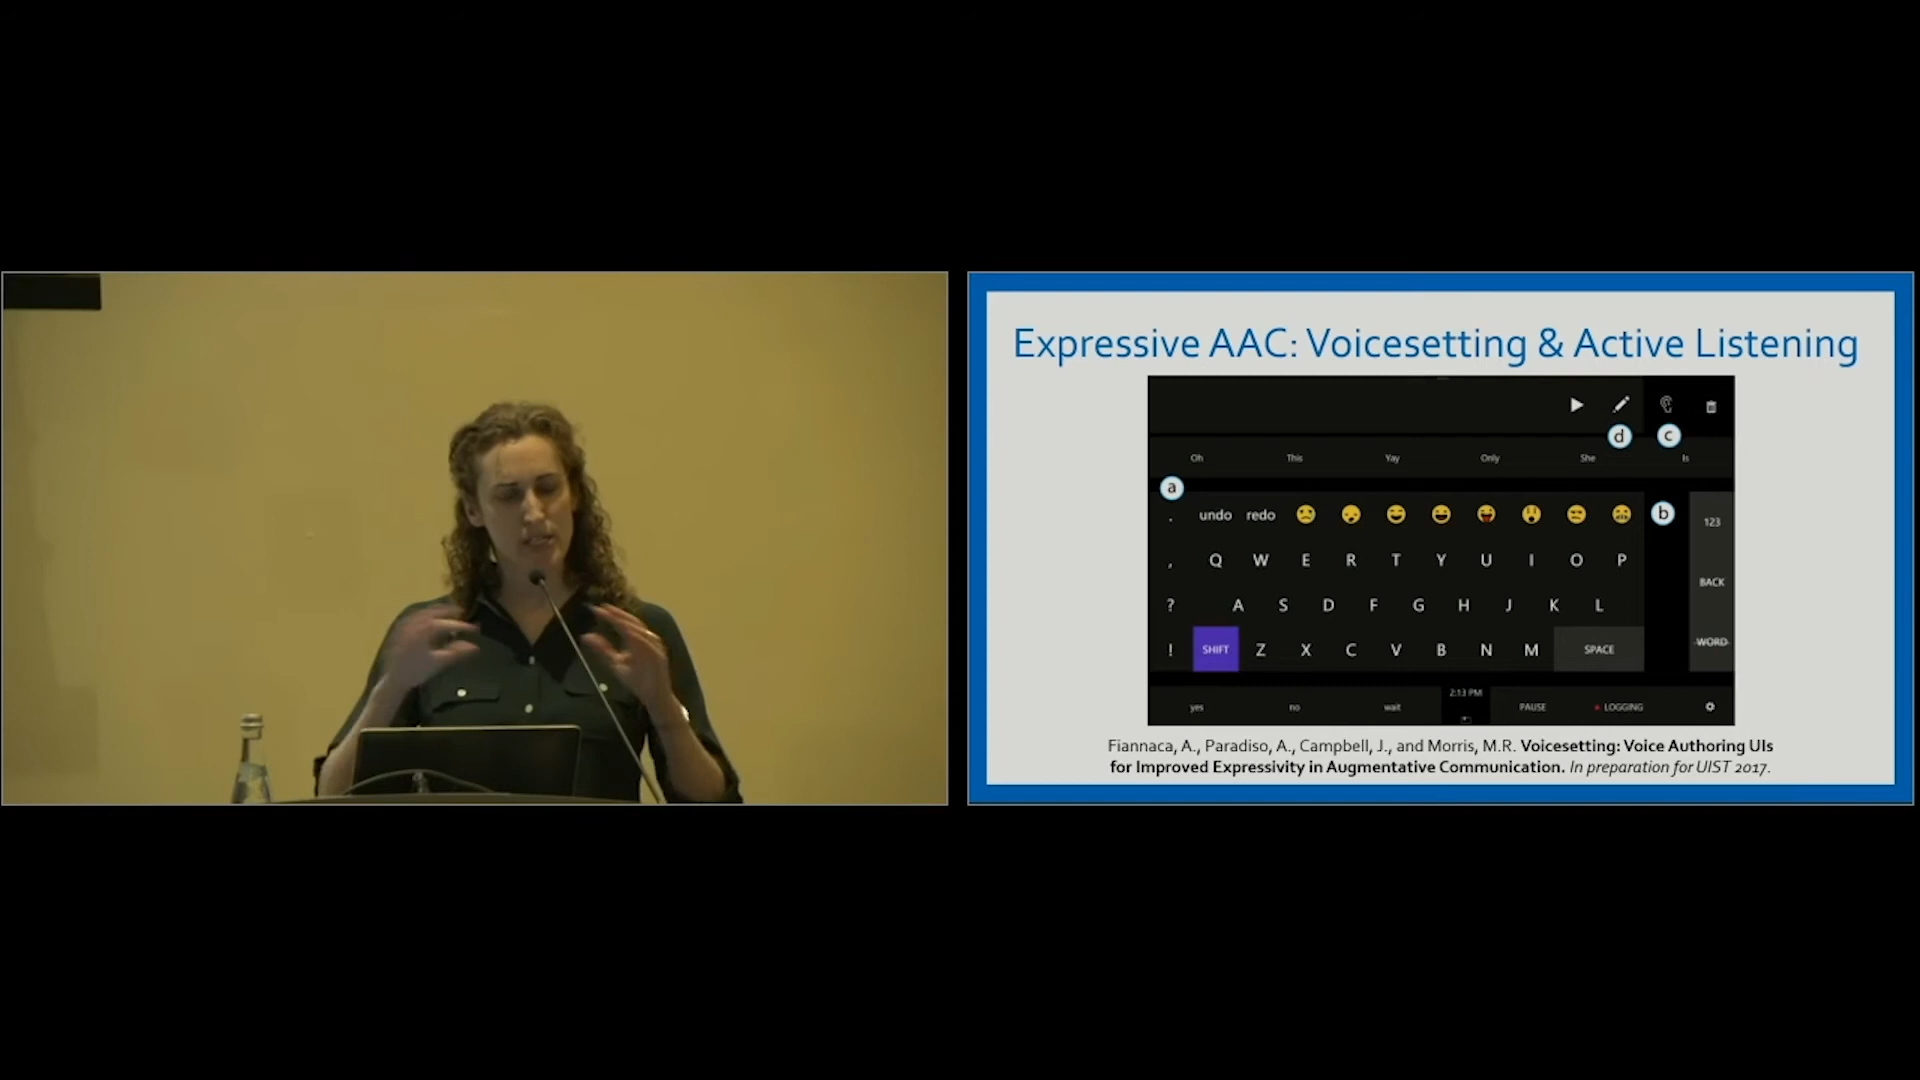 Expressive AAC: Voicesetting & Active Listening
d c
Oh This Yay Only She Is
a
. undo redo b 123
, Q W E R T Y U I O P
BACK
? A S D F G H J K L
WORD
! SHIFT Z X C V B N M SPACE
2:13 PM
yes no wait PAUSE LOGGING
Fiannaca, A., Paradiso, A., Campbell, J., and Morris, M.R. Voicesetting: Voice Authoring UIs
for Improved Expressivity in Augmentative Communication. In preparation for UIST 2017.